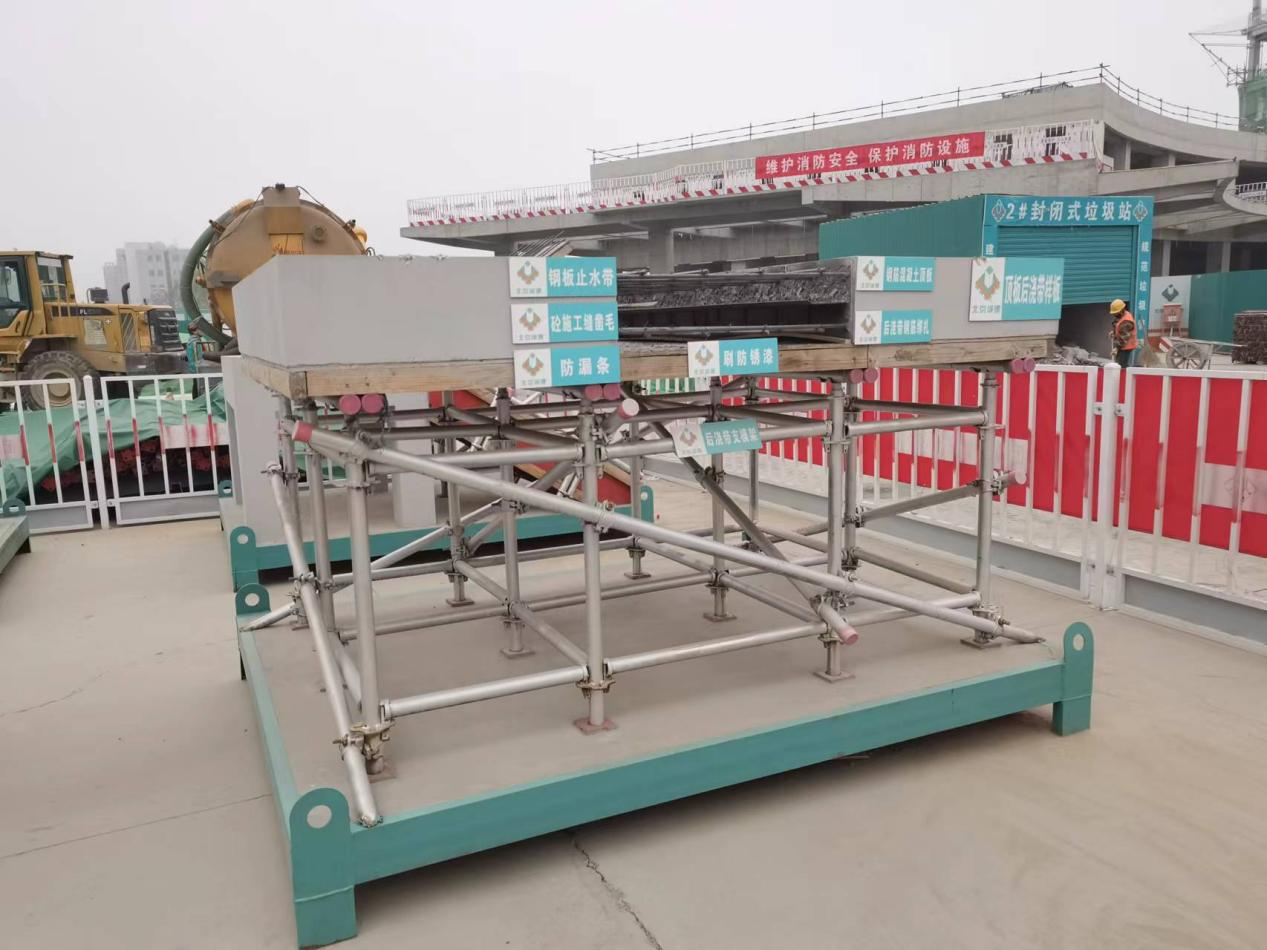 维护消防安全 保护消防设施
2#封闭式垃圾站
钢板止水带
钢筋混凝土顶板
顶板后浇带样板
砼施工缝凿毛
后浇带钢筋绑扎
防漏条
刷防锈漆
后浇带支模架